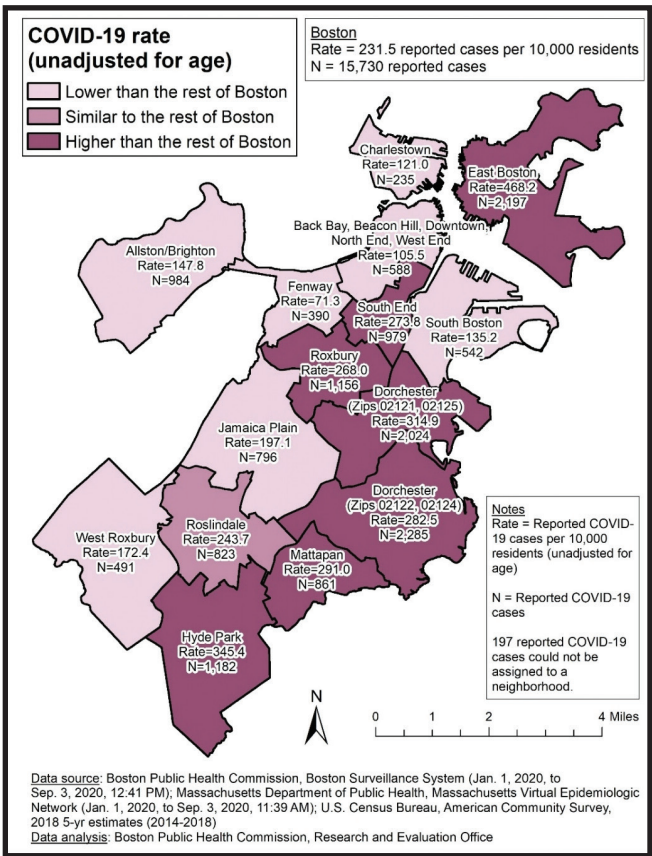 COVID-19 rate
(unadjusted for age)
Lower than the rest of Boston
Similar to the rest of Boston
Higher than the rest of Boston
Boston
Rate = 231.5 reported cases per 10,000 residents
N = 15,730 reported cases
Charlestown
Rate=121.0
N=235
East Boston
Rate=468.2
N=2,197
Back Bay, Beacon Hill, Downtown,
North End, West End
Rate=105.5
N=588
Allston/Brighton
Rate=147.8
N=984
Fenway
Rate=71.3
N=390
South End
Rate=273.8
N=979
South Boston
Rate=135.2
N=542
Roxbury
Rate=268.0
N=1,156
Dorchester
(Zips 02121, 02125)
Rate=314.9
N=2,024
Jamaica Plain
Rate=197.1
N=796
Dorchester
(Zips 02122, 02124)
Rate=282.5
N=2,285
West Roxbury
Rate=172.4
N=491
Roslindale
Rate=243.7
N=823
Mattapan
Rate=291.0
N=861
Hyde Park
Rate=345.4
N=1,182
Notes
Rate = Reported COVID-
19 cases per 10,000
residents (unadjusted for
age)
N = Reported COVID-19
cases
197 reported COVID-19
cases could not be
assigned to a
neighborhood.
N
0 1 2 4 Miles
Data source: Boston Public Health Commission, Boston Surveillance System (Jan. 1, 2020, to
Sep. 3, 2020, 12:41 PM); Massachusetts Department of Public Health, Massachusetts Virtual Epidemiologic
Network (Jan. 1, 2020, to Sep. 3, 2020, 11:39 AM); U.S. Census Bureau, American Community Survey,
2018 5-yr estimates (2014-2018)
Data analysis: Boston Public Health Commission, Research and Evaluation Office